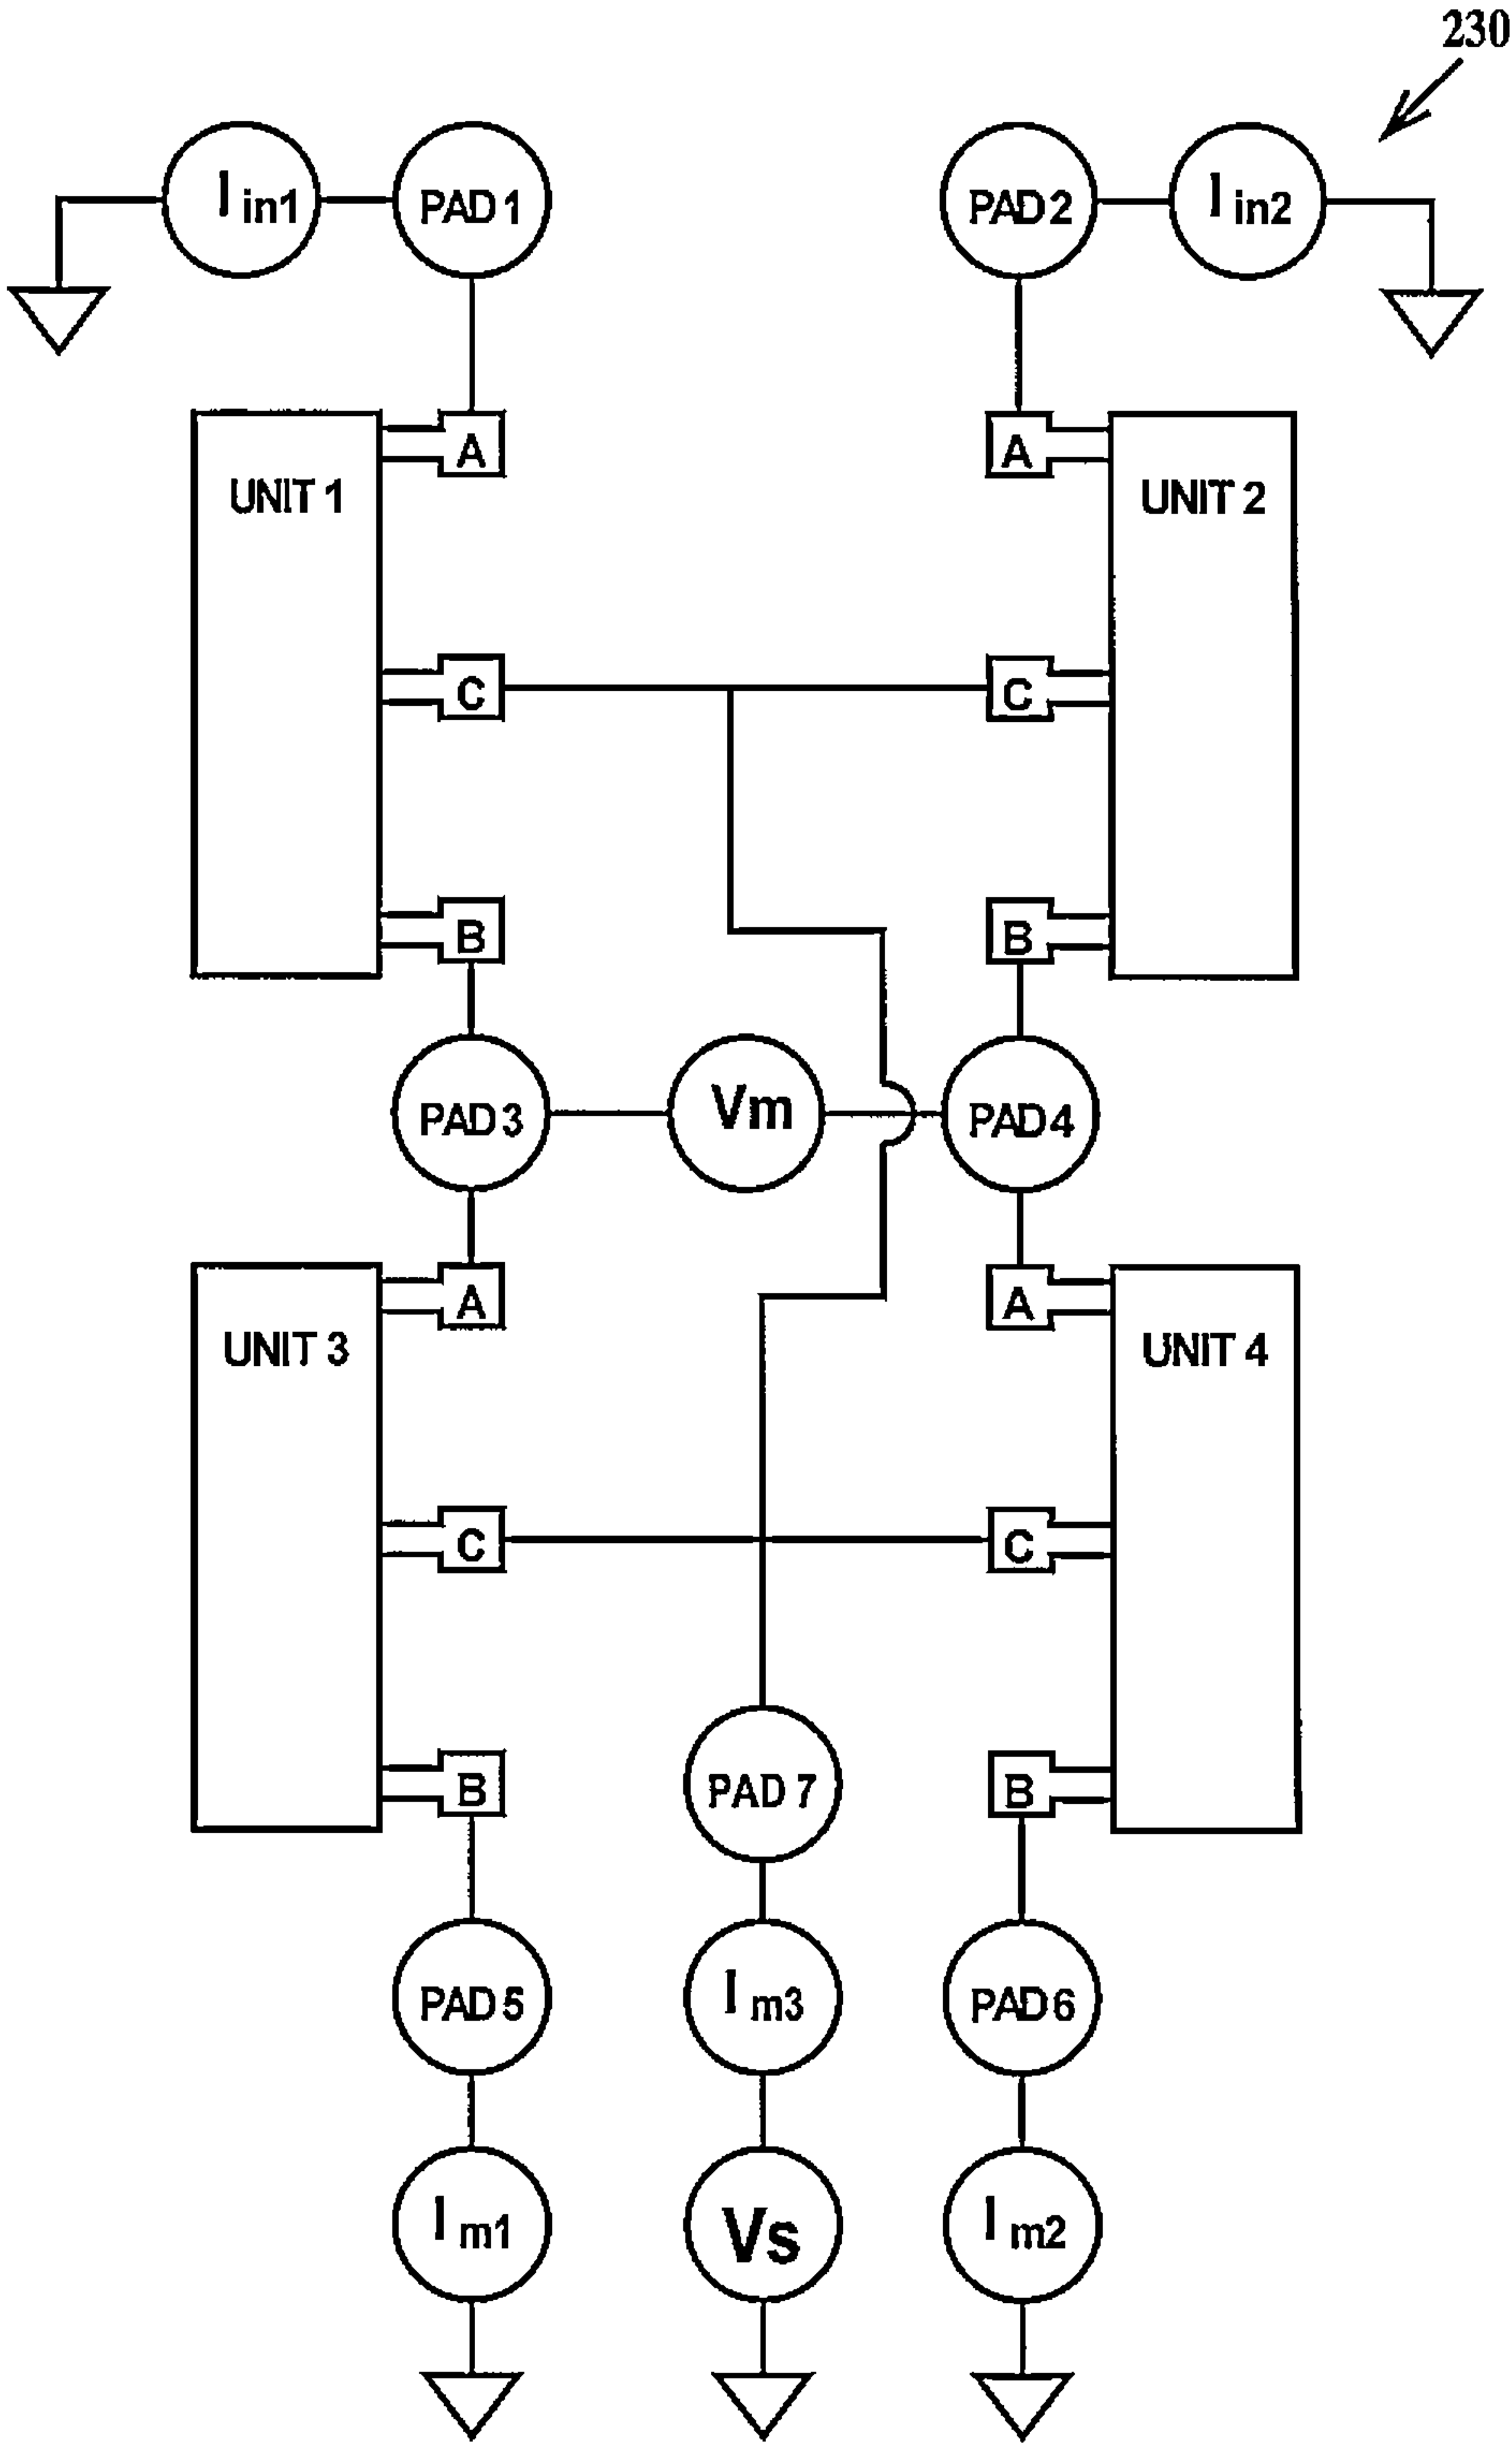 230
I in1
PAD 1
PAD 2
I in2
A
A
UNIT 1
UNIT 2
C
C
B
B
PAD 3
Vm
PAD 4
A
A
UNIT 3
UNIT 4
C
C
B
PAD 7
B
PAD 5
I m3
PAD 6
I m1
Vs
I m2